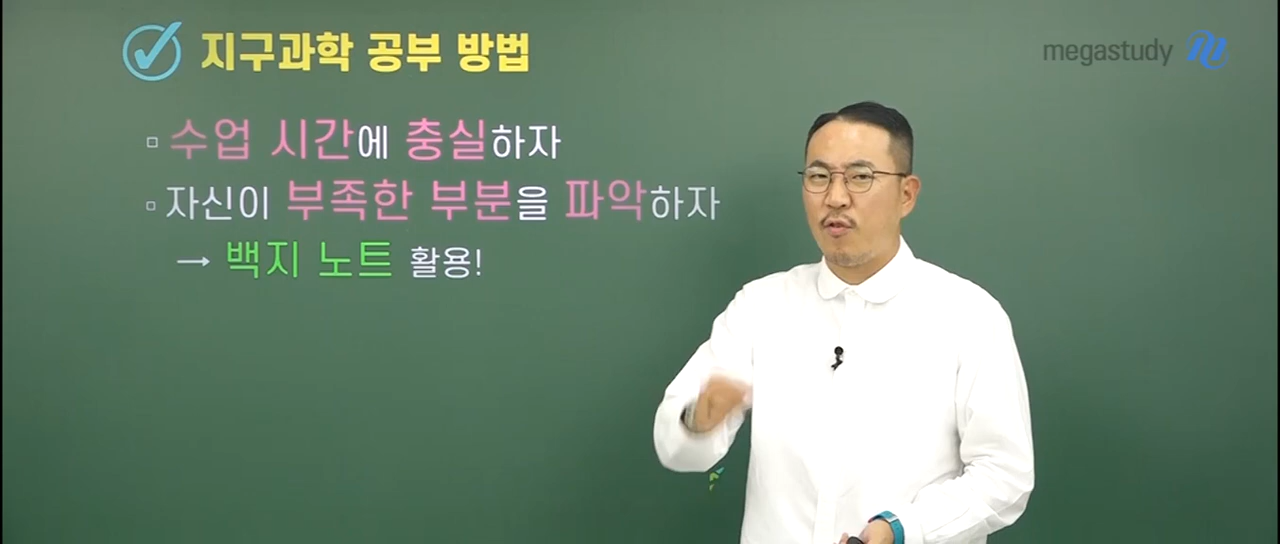 지구과학 공부 방법
megastudy
수업 시간에 충실하자
자신이 부족한 부분을 파악하자
→ 백지 노트 활용!